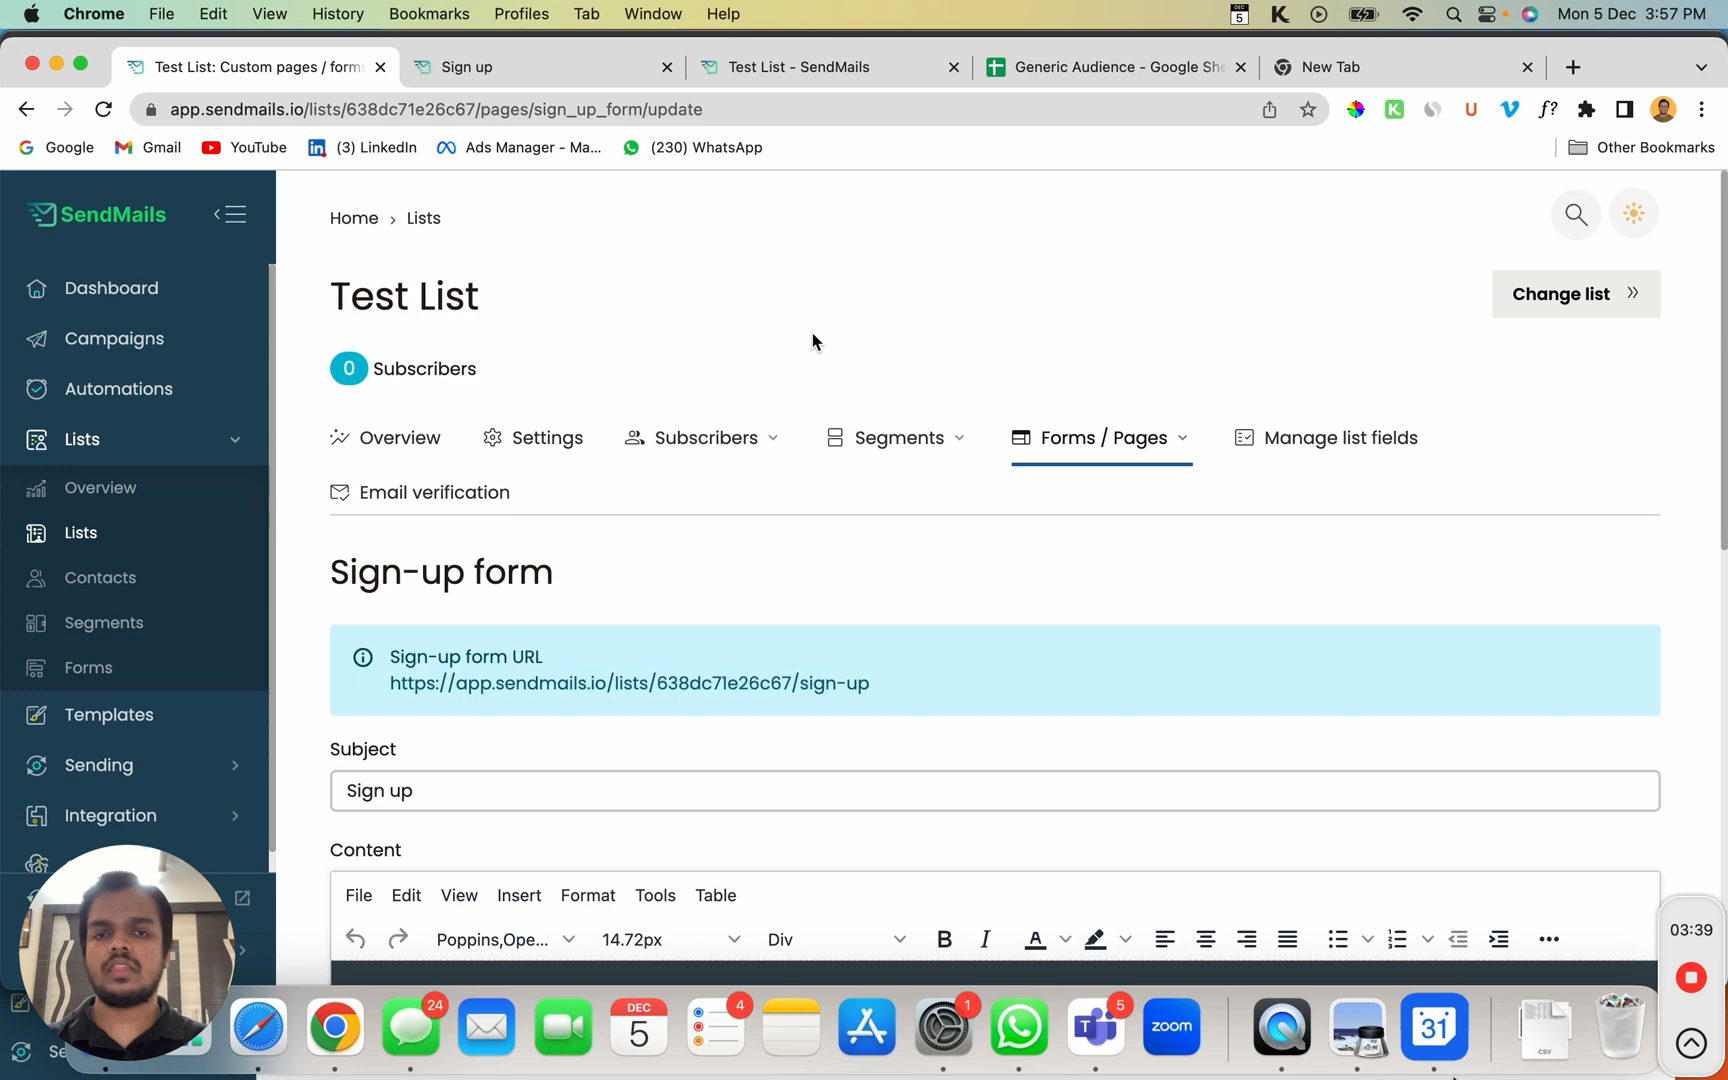 Chrome File Edit View History Bookmarks Profiles Tab Window Help DEC 5 Mon 5 Dec 3:57 PM
Test List: Custom pages / form Sign up Test List - SendMails Generic Audience - Google She New Tab
app.sendmails.io/lists/638dc71e26c67/pages/sign_up_form/update
Google Gmail YouTube (3) LinkedIn Ads Manager - Ma... (230) WhatsApp Other Bookmarks
SendMails
Home › Lists
Dashboard
Test List
Change list
Campaigns
0 Subscribers
Automations
Lists
Overview Settings Subscribers Segments Forms / Pages Manage list fields
Overview
Email verification
Lists
Contacts
Sign-up form
Segments
Sign-up form URL
Forms
https://app.sendmails.io/lists/638dc71e26c67/sign-up
Templates
Subject
Sending
Sign up
Integration
Content
File Edit View Insert Format Tools Table
Poppins,Ope... 14.72px Div B I A
03:39
24 DEC 5 4 1 5 zoom 31 CSV
Se